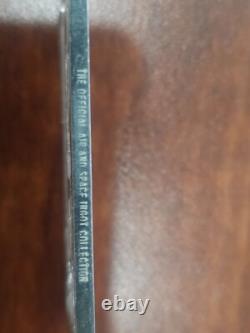 THE OFFICIAL AIR AND SPACE INGOT COLLECTION